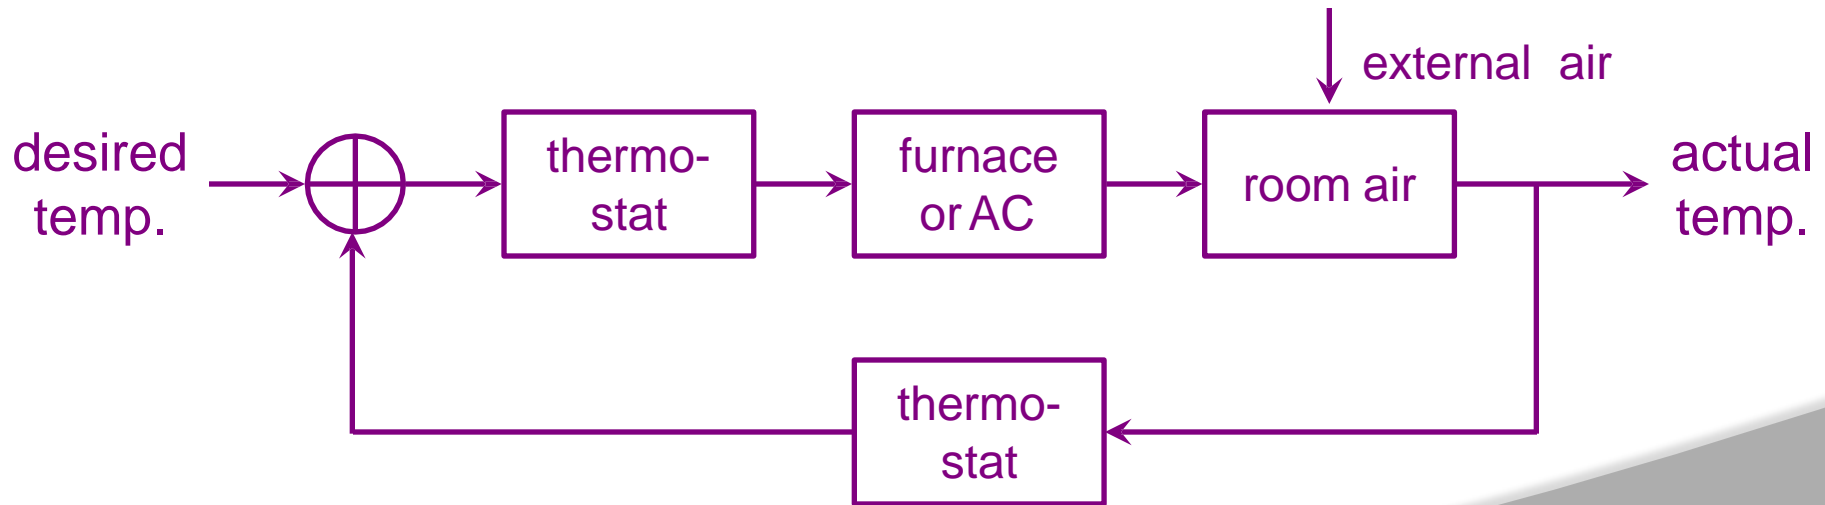 external air
desired
temp.
thermo-
stat
furnace
or AC
room air
actual
temp.
thermo-
stat